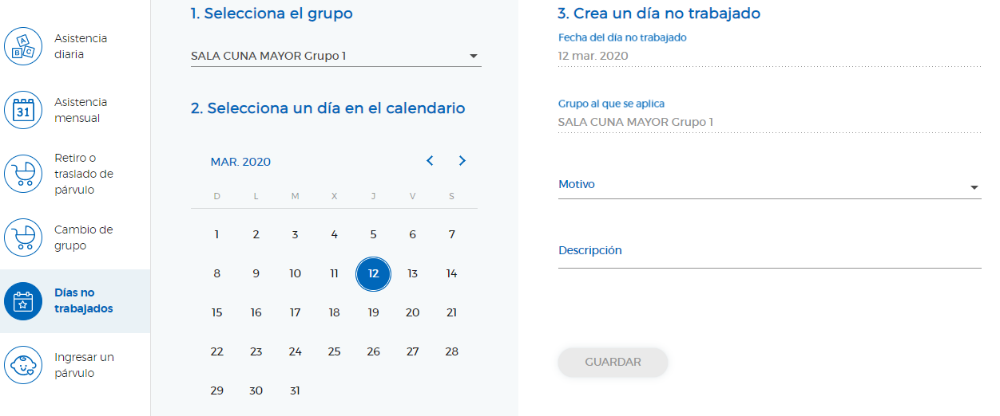 A
B C
Asistencia
diaria
31
Asistencia
mensual
Retiro o
traslado de
párvulo
Cambio de
grupo
Días no
trabajados
Ingresar un
párvulo
1. Selecciona el grupo
SALA CUNA MAYOR Grupo 1
2. Selecciona un día en el calendario
MAR. 2020
D L M X J V S
1 2 3 4 5 6 7
8 9 10 11 12 13 14
15 16 17 18 19 20 21
22 23 24 25 26 27 28
29 30 31
3. Crea un día no trabajado
Fecha del día no trabajado
12 mar. 2020
Grupo al que se aplica
SALA CUNA MAYOR Grupo 1
Motivo
Descripción
GUARDAR